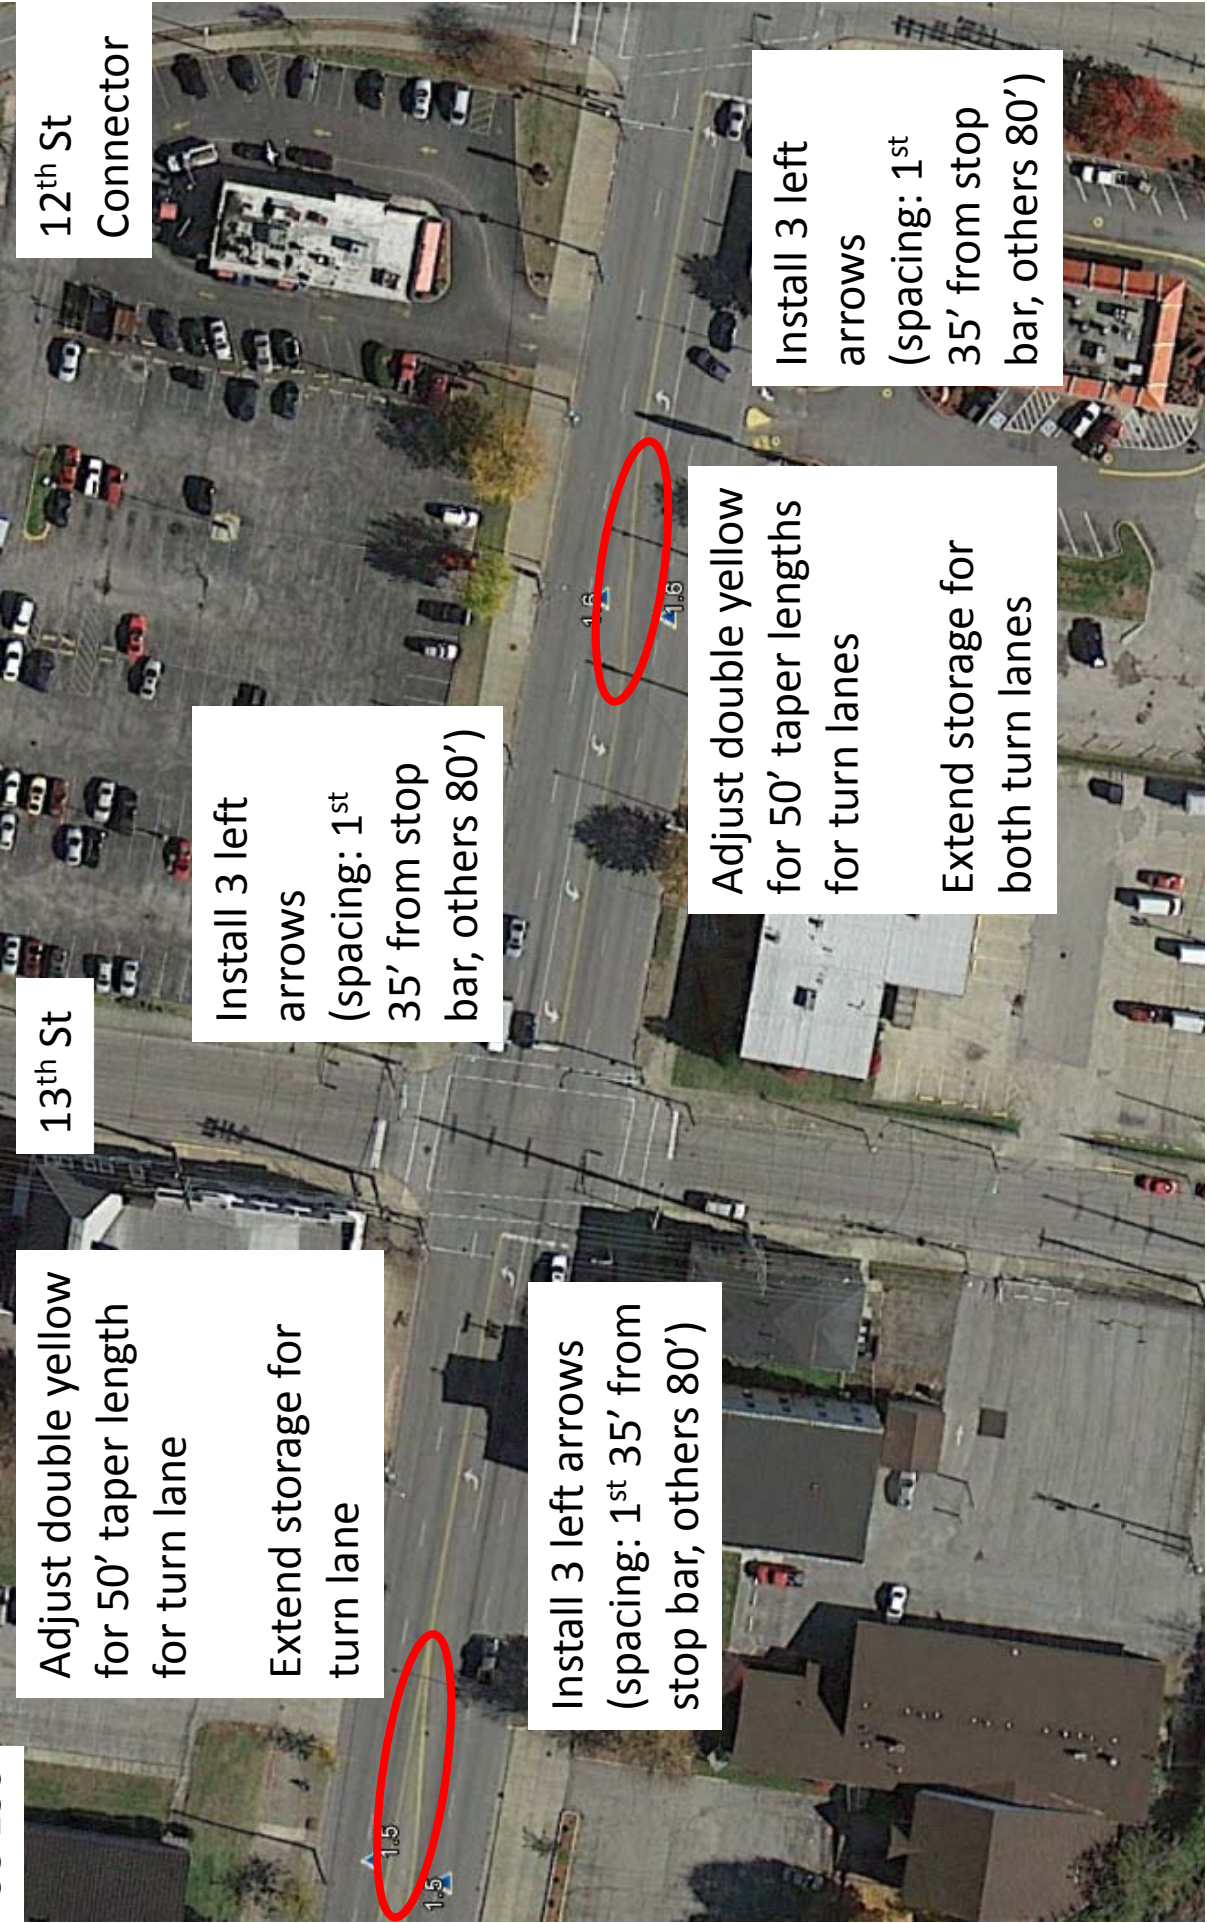 12th St
Connector
Install 3 left
arrows
(spacing: 1st
35’ from stop
bar, others 80’)
Adjust double yellow
for 50’ taper lengths
for turn lanes
Extend storage for
both turn lanes
1.6
1.6
13th St
Install 3 left
arrows
(spacing: 1st
35’ from stop
bar, others 80’)
Adjust double yellow
for 50’ taper length
for turn lane
Extend storage for
turn lane
Install 3 left arrows
(spacing: 1st 35’ from
stop bar, others 80’)
1.5
1.5